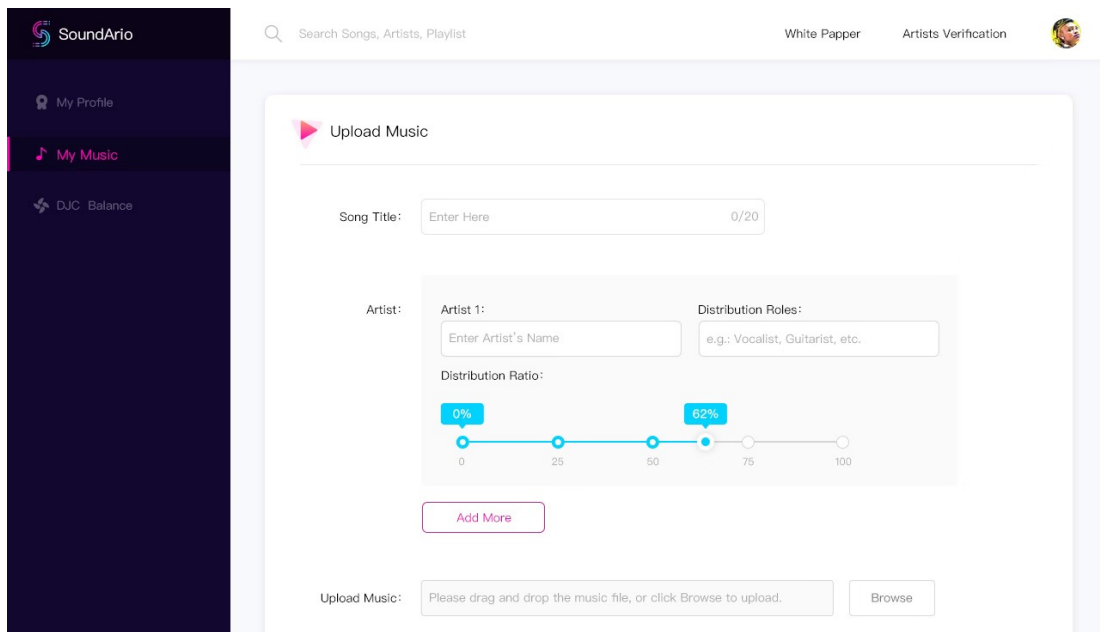 SoundArio
Search Songs, Artists, Playlist
White Papper
Artists Verification
My Profile
My Music
DJC Balance
Upload Music
Song Title:
Enter Here
0/20
Artist:
Artist 1:
Distribution Roles:
Enter Artist's Name
e.g.: Vocalist, Guitarist, etc.
Distribution Ratio:
0%
62%
0
25
50
75
100
Add More
Upload Music:
Please drag and drop the music file, or click Browse to upload.
Browse